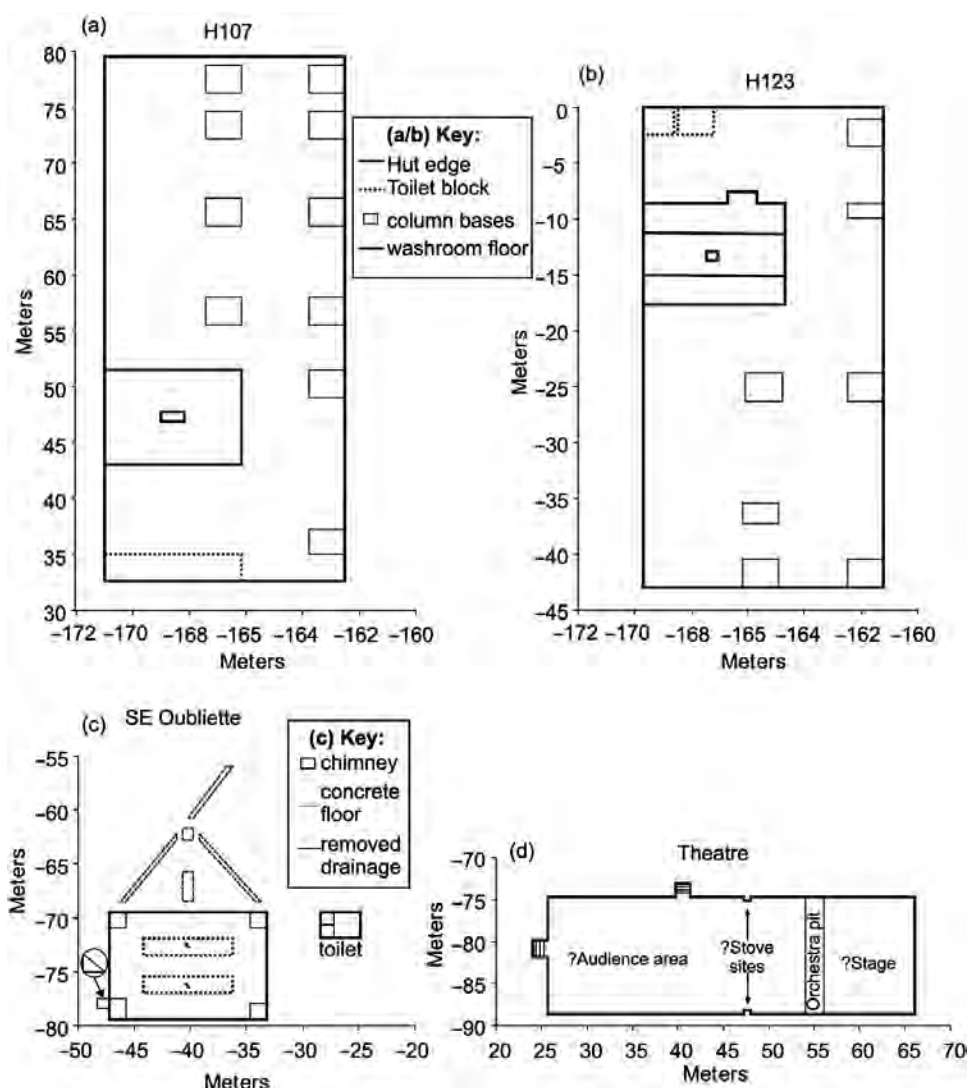 (a)
H107
80
75
70
65
60
55
50
45
35
30
Meters
−172 −170 −168 −166 −164 −162 −160
Meters
(a/b) Key:
Hut edge
Toilet block
column bases
washroom floor
(b)
H123
0
−5
−10
−15
−20
−25
−30
−35
−40
−45
Meters
−172 −170 −168 −165 −164 −162 −160
Meters
(c)
SE Oubliette
−55
−60
−65
−70
−75
−80
Meters
−50 −45 −40 −35 −30 −25 −20
Meters
(c) Key:
chimney
concrete
floor
removed
drainage
toilet
(d)
Theatre
−70
−75
−80
−85
−90
Meters
20 25 30 35 40 45 50 55 60 65 70
Meters
?Audience area
?Stove
sites
Orchestra pit
?Stage